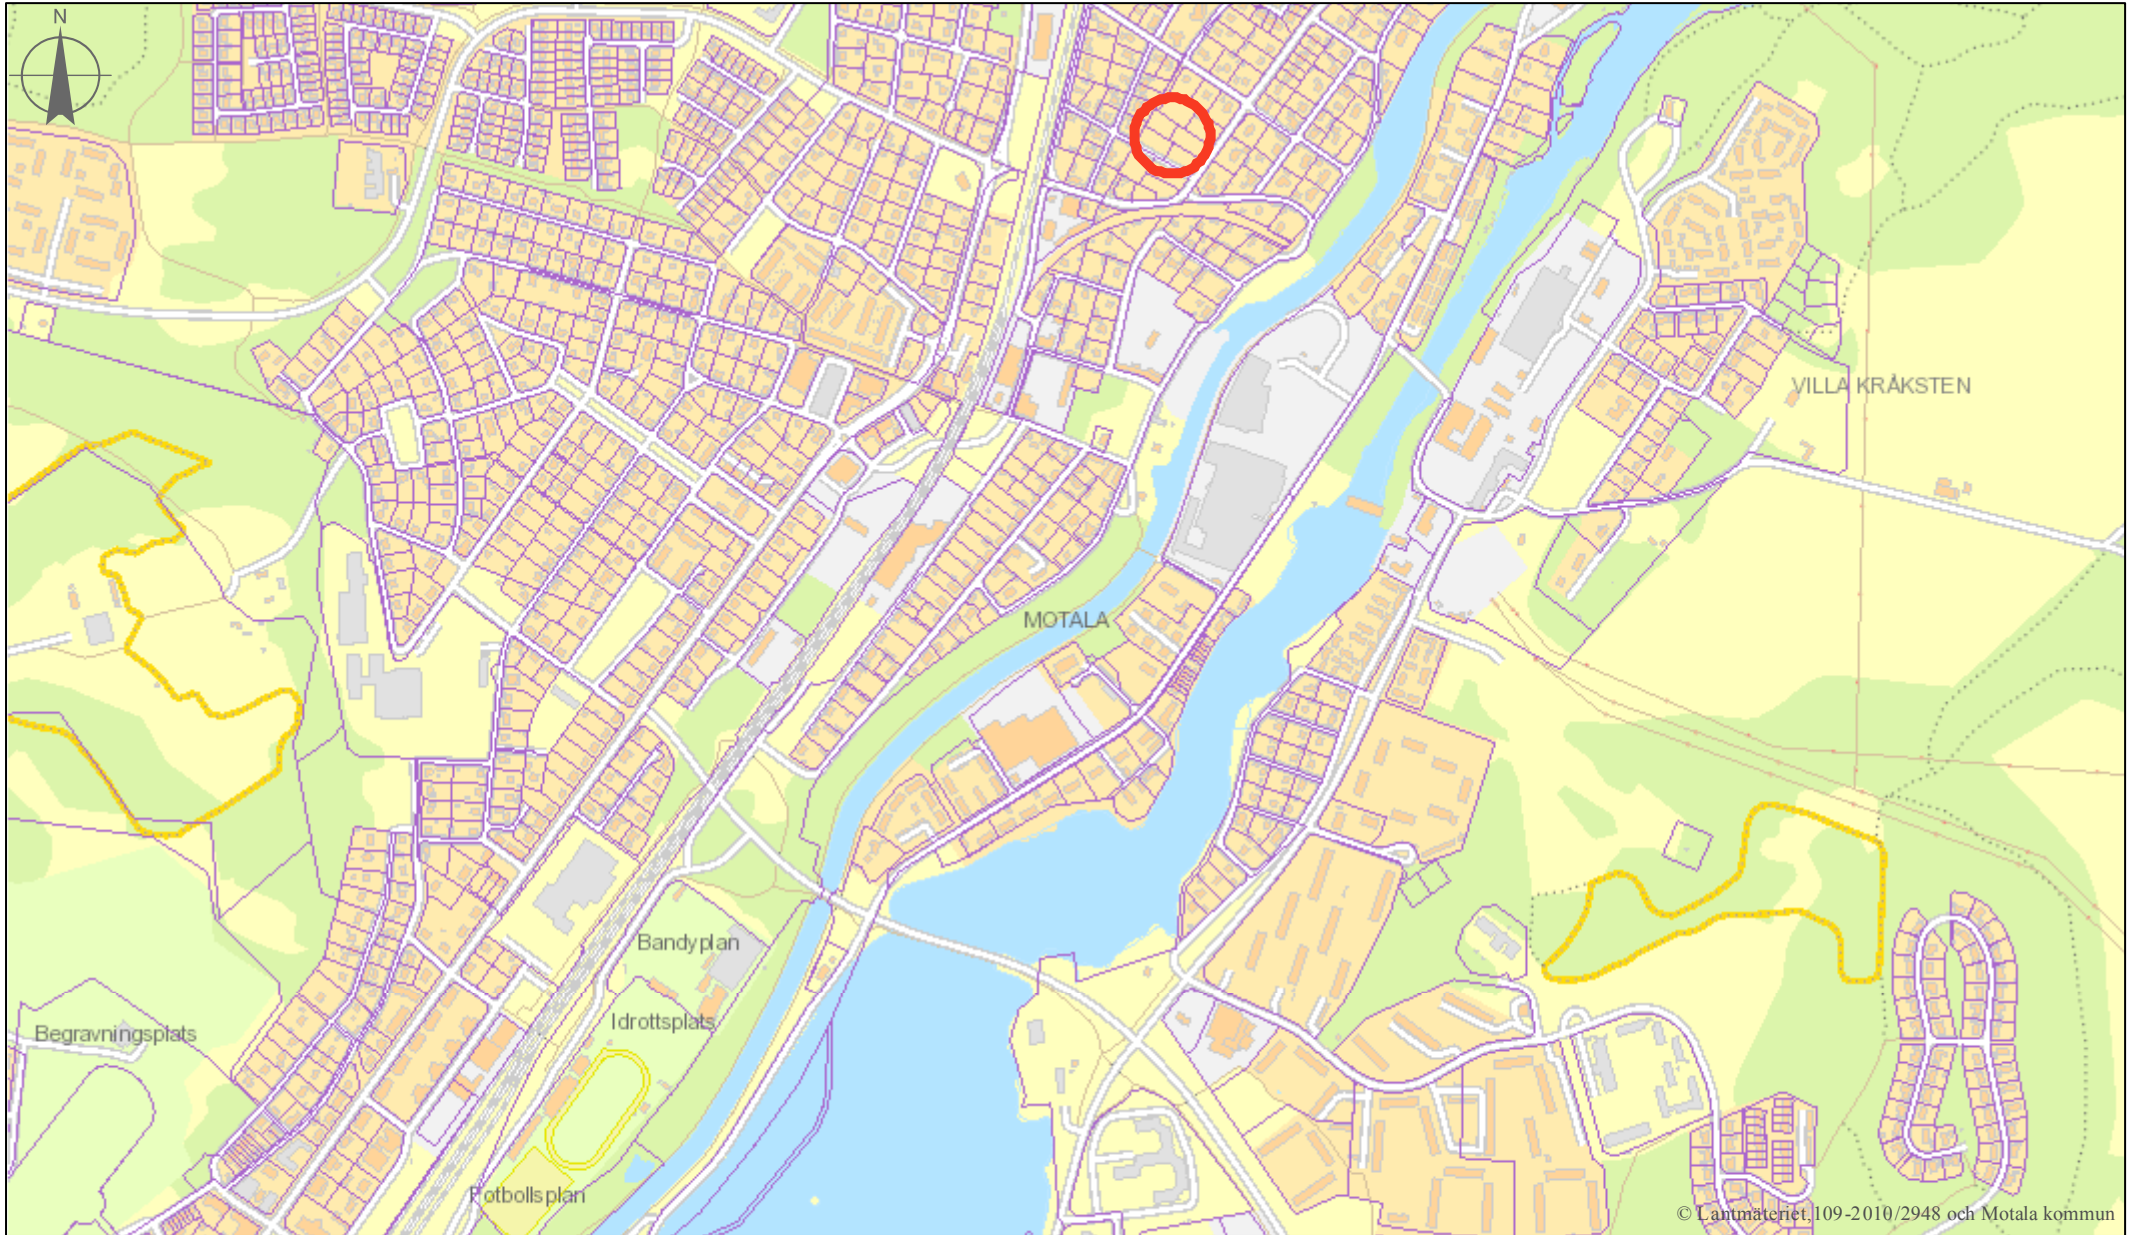 N
VILLA KRÅKSTEN
MOTALA
Bandyplan
Idrottsplats
Begravningsplats
Fotbollsplan
© Lantmäteriet,109-2010/2948 och Motala kommun